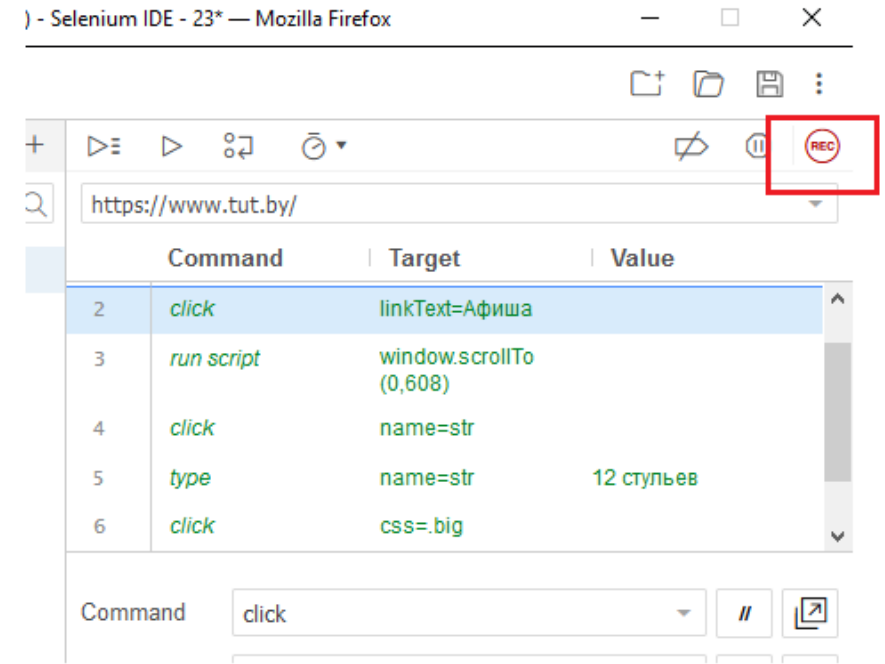 ) - Selenium IDE - 23* — Mozilla Firefox
REC
https://www.tut.by/
Command Target Value
2 click linkText=Афиша
3 run script window.scrollTo
(0,608)
4 click name=str
5 type name=str 12 стульев
6 click css=.big
Command click //